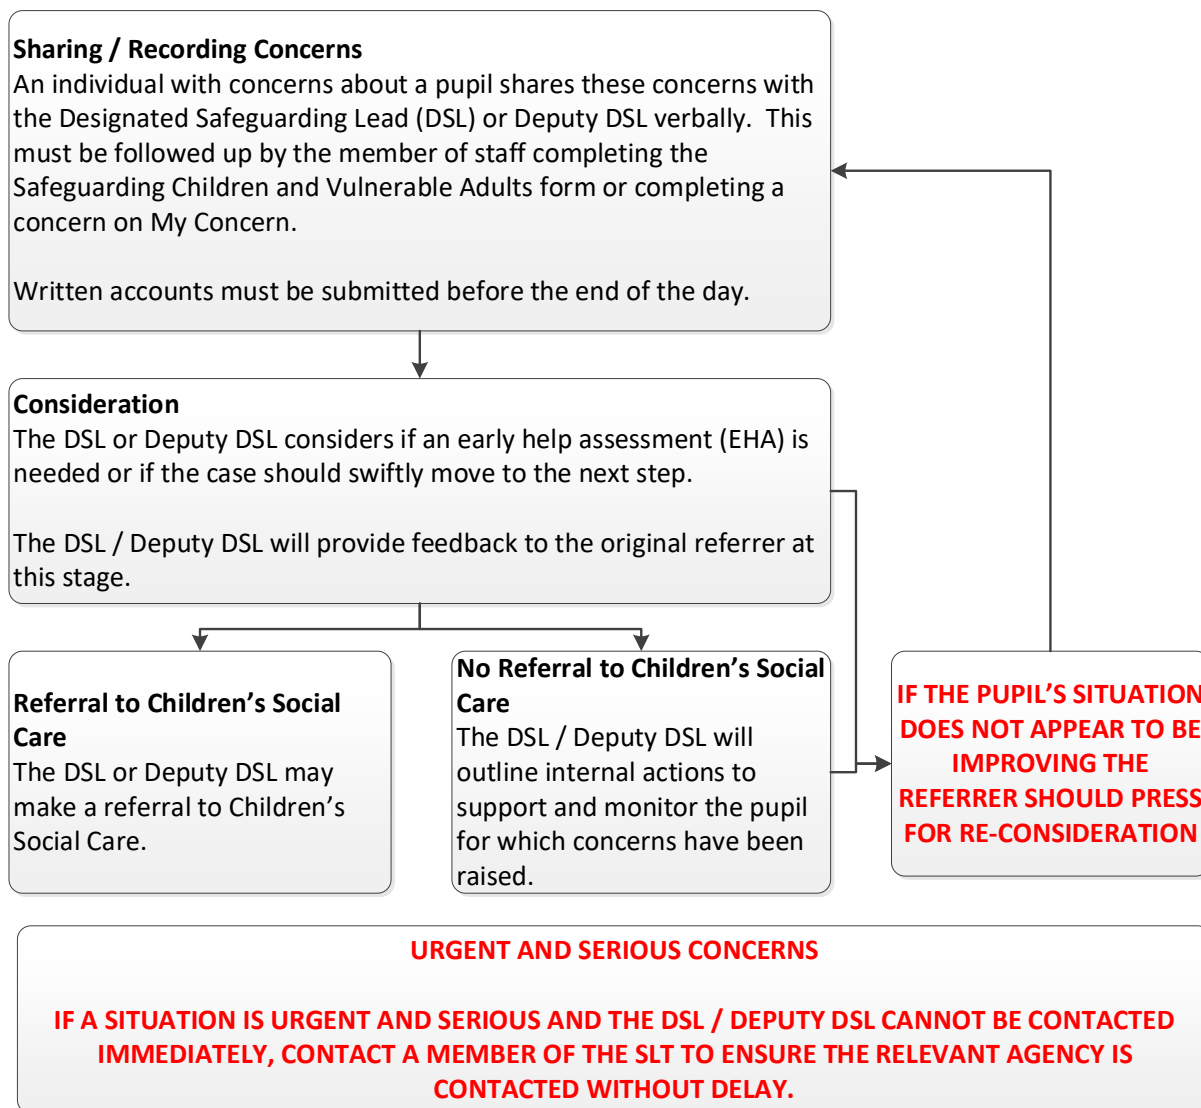 Sharing / Recording Concerns
An individual with concerns about a pupil shares these concerns with
the Designated Safeguarding Lead (DSL) or Deputy DSL verbally.  This
must be followed up by the member of staff completing the
Safeguarding Children and Vulnerable Adults form or completing a
concern on My Concern.
Written accounts must be submitted before the end of the day.
Consideration
The DSL or Deputy DSL considers if an early help assessment (EHA) is
needed or if the case should swiftly move to the next step.
The DSL / Deputy DSL will provide feedback to the original referrer at
this stage.
Referral to Children’s Social
Care
The DSL or Deputy DSL may
make a referral to Children’s
Social Care.
No Referral to Children’s Social
Care
The DSL / Deputy DSL will
outline internal actions to
support and monitor the pupil
for which concerns have been
raised.
IF THE PUPIL’S SITUATION
DOES NOT APPEAR TO BE
IMPROVING THE
REFERRER SHOULD PRESS
FOR RE-CONSIDERATION
URGENT AND SERIOUS CONCERNS
IF A SITUATION IS URGENT AND SERIOUS AND THE DSL / DEPUTY DSL CANNOT BE CONTACTED
IMMEDIATELY, CONTACT A MEMBER OF THE SLT TO ENSURE THE RELEVANT AGENCY IS
CONTACTED WITHOUT DELAY.